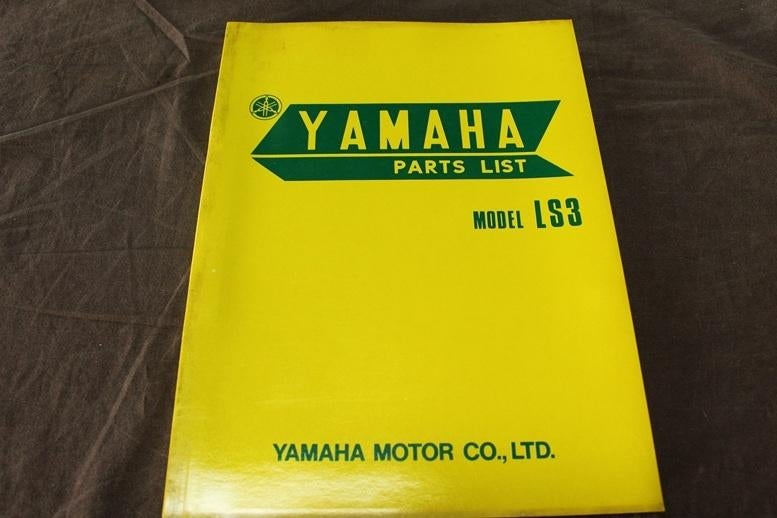 YAMAHA
PARTS LIST
MODEL LS3
YAMAHA MOTOR CO., LTD.